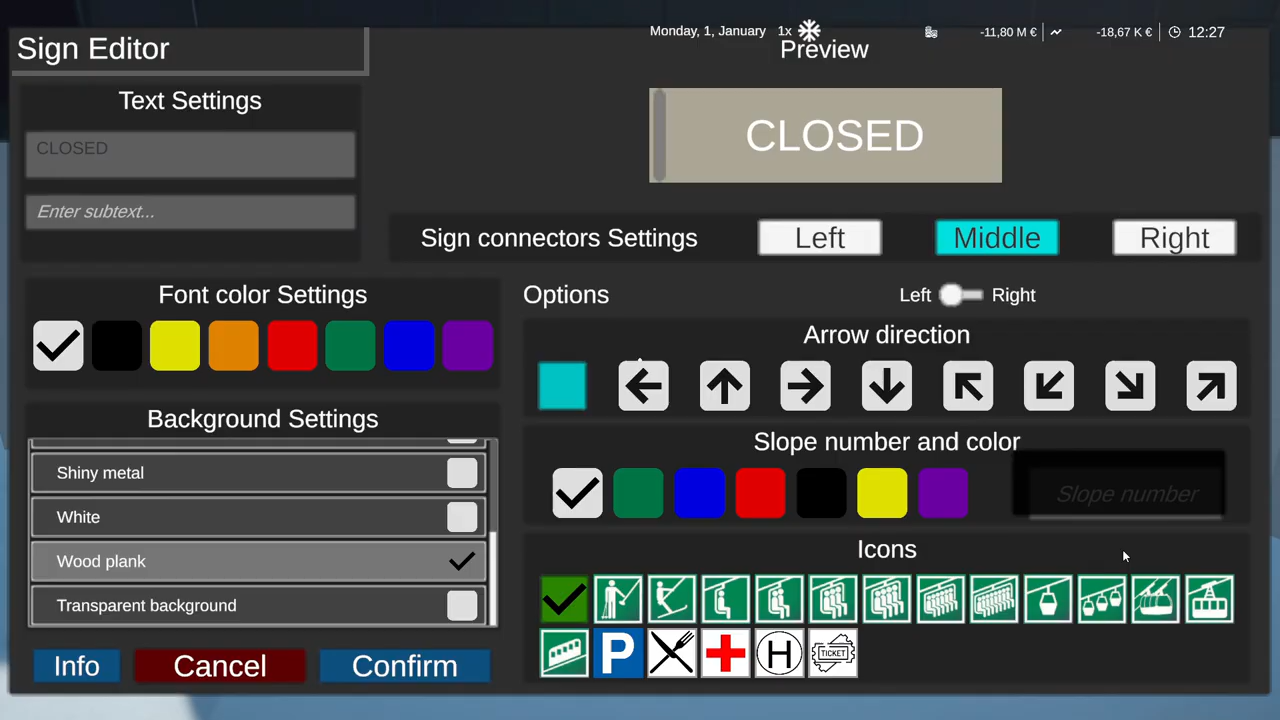 Sign Editor
Monday, 1, January 1x -11,80 M € -18,67 K € 12:27
Preview
Text Settings
CLOSED
Enter subtext...
CLOSED
Sign connectors Settings Left Middle Right
Font color Settings
Options Left Right
Arrow direction
Background Settings
Shiny metal
White
Wood plank
Transparent background
Slope number and color
Slope number
Icons
P
H
TICKET
Info Cancel Confirm